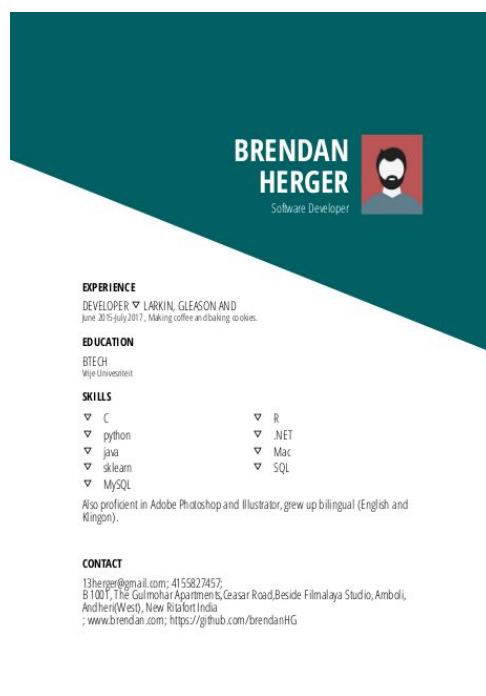 BRENDAN
HERGER
Software Developer
EXPERIENCE
DEVELOPER ▽ LARKIN, GLEASON AND
June 2015-July 2017 , Making coffee and baking cookies.
EDUCATION
BTECH
Vrije Univesriteit
SKILLS
▽ C
▽ python
▽ java
▽ sklearn
▽ MySQL
▽ R
▽ .NET
▽ Mac
▽ SQL
Also proficient in Adobe Photoshop and Illustrator, grew up bilingual (English and
Klingon).
CONTACT
13herger@gmail.com; 4155827457;
B 1001, The Gulmohar Apartments,Ceasar Road,Beside Filmalaya Studio, Amboli,
Andheri(West), New Ritafort India
; www.brendan.com; https://github.com/brendanHG